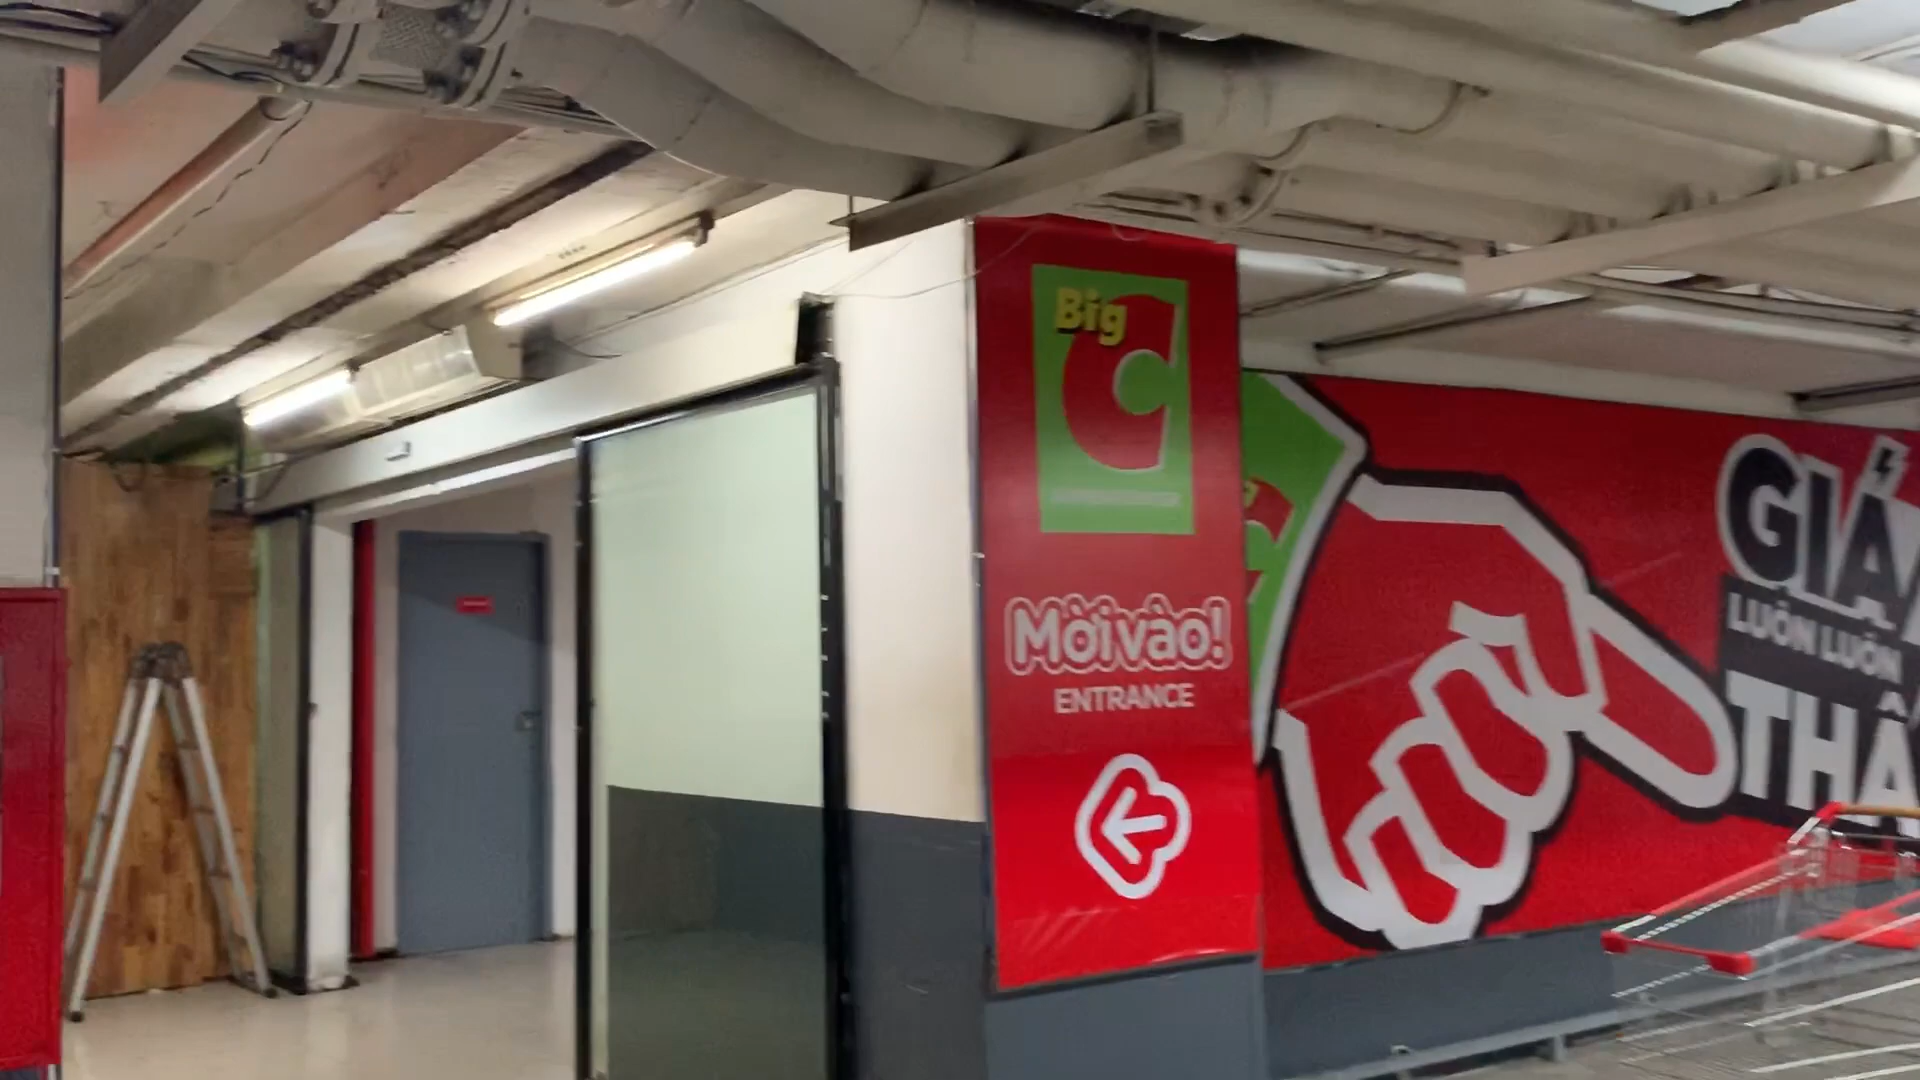 Big
C
Mời vào!
ENTRANCE
GIÁ
LUÔN LUÔN
THẤ